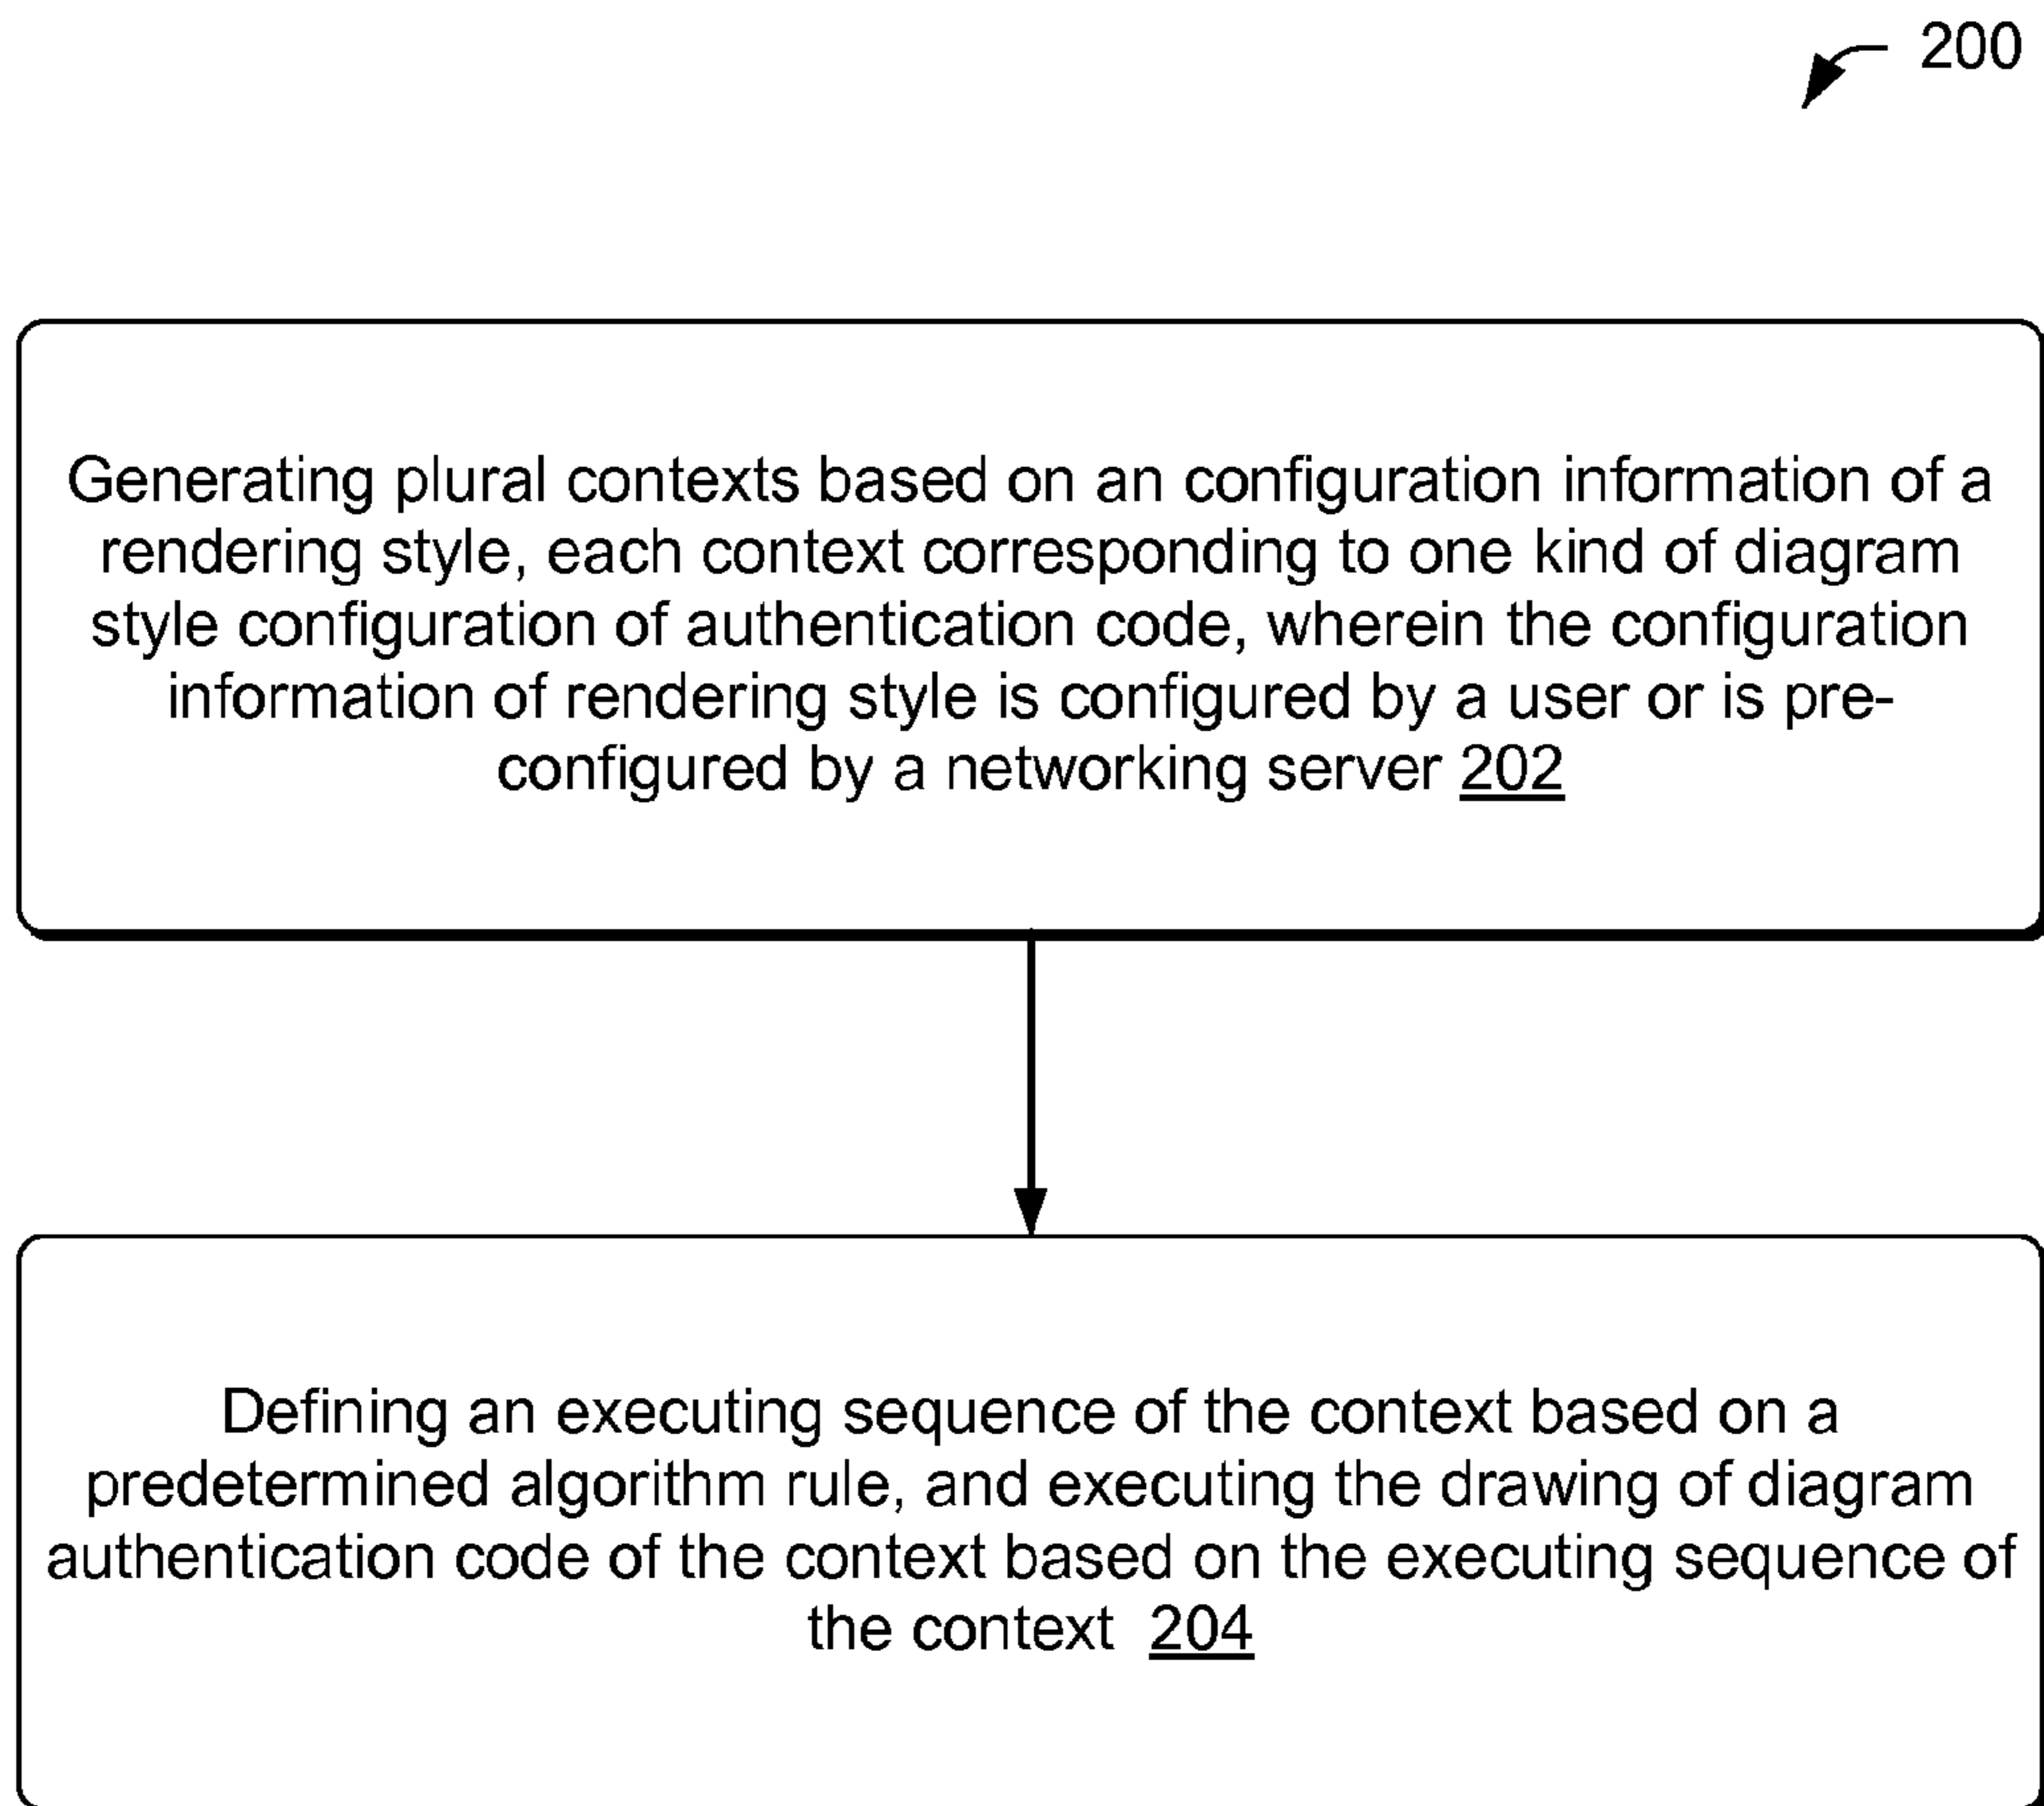 200
Generating plural contexts based on an configuration information of a
rendering style, each context corresponding to one kind of diagram
style configuration of authentication code, wherein the configuration
information of rendering style is configured by a user or is pre-
configured by a networking server 202
Defining an executing sequence of the context based on a
predetermined algorithm rule, and executing the drawing of diagram
authentication code of the context based on the executing sequence of
the context 204